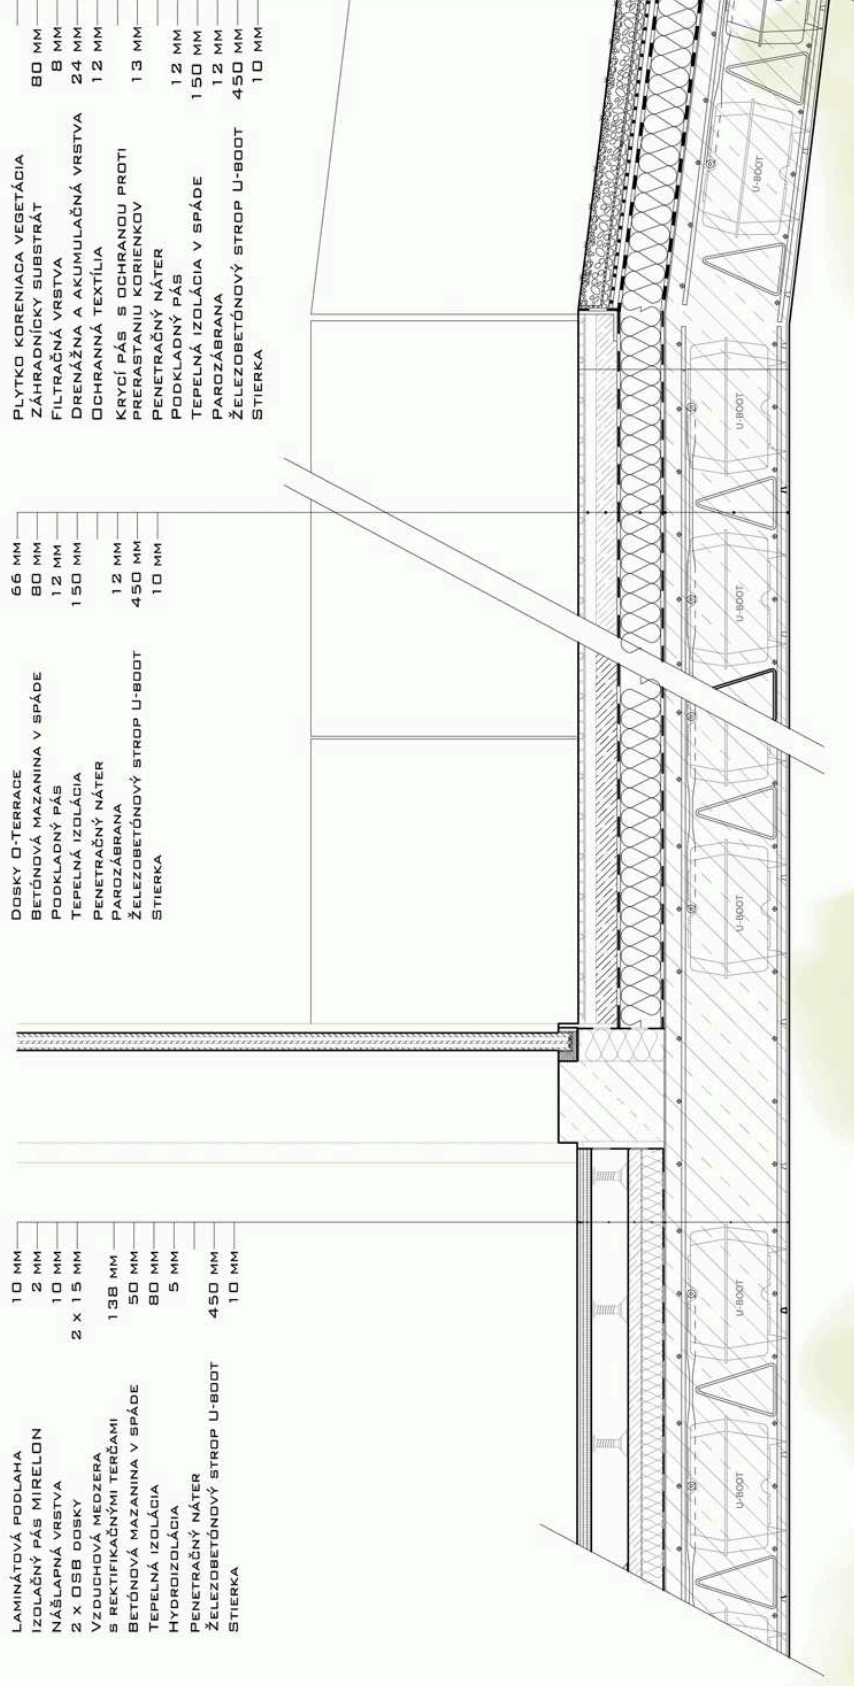 LAMINÁTOVÁ PODLAHA 10 MM
IZOLAČNÝ PÁS MIRELON 2 MM
NÁŠLAPNÁ VRSTVA 10 MM
2 X OSB DOSKY 2 X 15 MM
VZDUCHOVÁ MEDZERA
S REKTIFIKAČNÝMI TERČAMI 138 MM
BETÓNOVÁ MAZANINA V SPÁDE 50 MM
TEPELNÁ IZOLÁCIA 80 MM
HYDROIZOLÁCIA 5 MM
PENETRAČNÝ NÁTER
ŽELEZOBETÓNOVÝ STROP U-BOOT 450 MM
STIERKA 10 MM
DOSKY O-TERRACE 66 MM
BETÓNOVÁ MAZANINA V SPÁDE 80 MM
PODKLADNÝ PÁS 12 MM
TEPELNÁ IZOLÁCIA 150 MM
PENETRAČNÝ NÁTER
PAROZÁBRANA 12 MM
ŽELEZOBETÓNOVÝ STROP U-BOOT 450 MM
STIERKA 10 MM
PLYTKO KORENIACA VEGETÁCIA
ZÁHRADNÍCKY SUBSTRÁT 80 MM
FILTRAČNÁ VRSTVA 8 MM
DRENÁŽNA A AKUMULAČNÁ VRSTVA 24 MM
OCHRANNÁ TEXTÍLIA 12 MM
KRYCÍ PÁS S OCHRANOU PROTI
PRERASTANIU KORIENKOV 13 MM
PENETRAČNÝ NÁTER
PODKLADNÝ PÁS 12 MM
TEPELNÁ IZOLÁCIA V SPÁDE 150 MM
PAROZÁBRANA 12 MM
ŽELEZOBETÓNOVÝ STROP U-BOOT 450 MM
STIERKA 10 MM
U-BOOT
U-BOOT
U-BOOT
U-BOOT
U-BOOT
U-BOOT